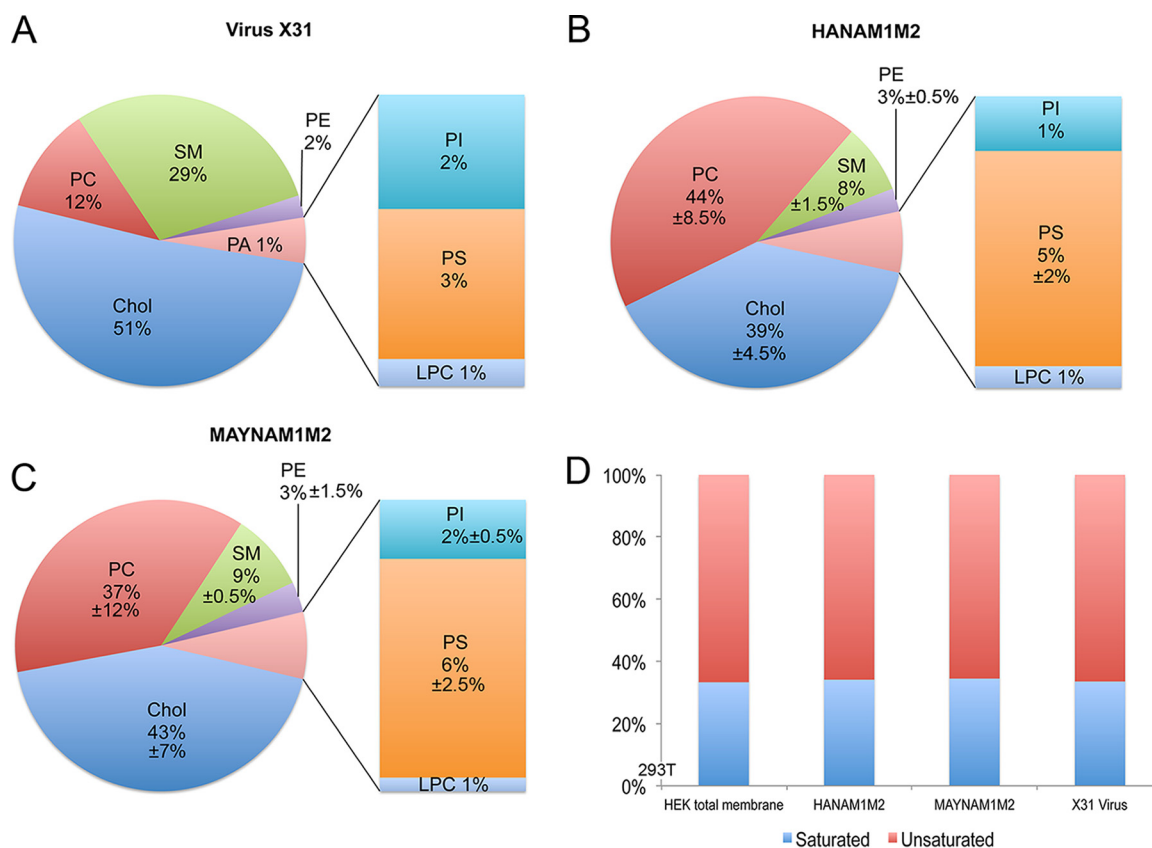 A
Virus X31
PC
12%
SM
29%
PE
2%
PA 1%
Chol
51%
PI
2%
PS
3%
LPC 1%
B
HANAM1M2
PC
44%
±8.5%
SM
8%
±1.5%
PE
3%±0.5%
Chol
39%
±4.5%
PI
1%
PS
5%
±2%
LPC 1%
C
MAYNAM1M2
PC
37%
±12%
SM
9%
±0.5%
PE
3%±1.5%
Chol
43%
±7%
PI
2%±0.5%
PS
6%
±2.5%
LPC 1%
D
100%
80%
60%
40%
20%
0%
293T
HEK total membrane
HANAM1M2
MAYNAM1M2
X31 Virus
Saturated
Unsaturated